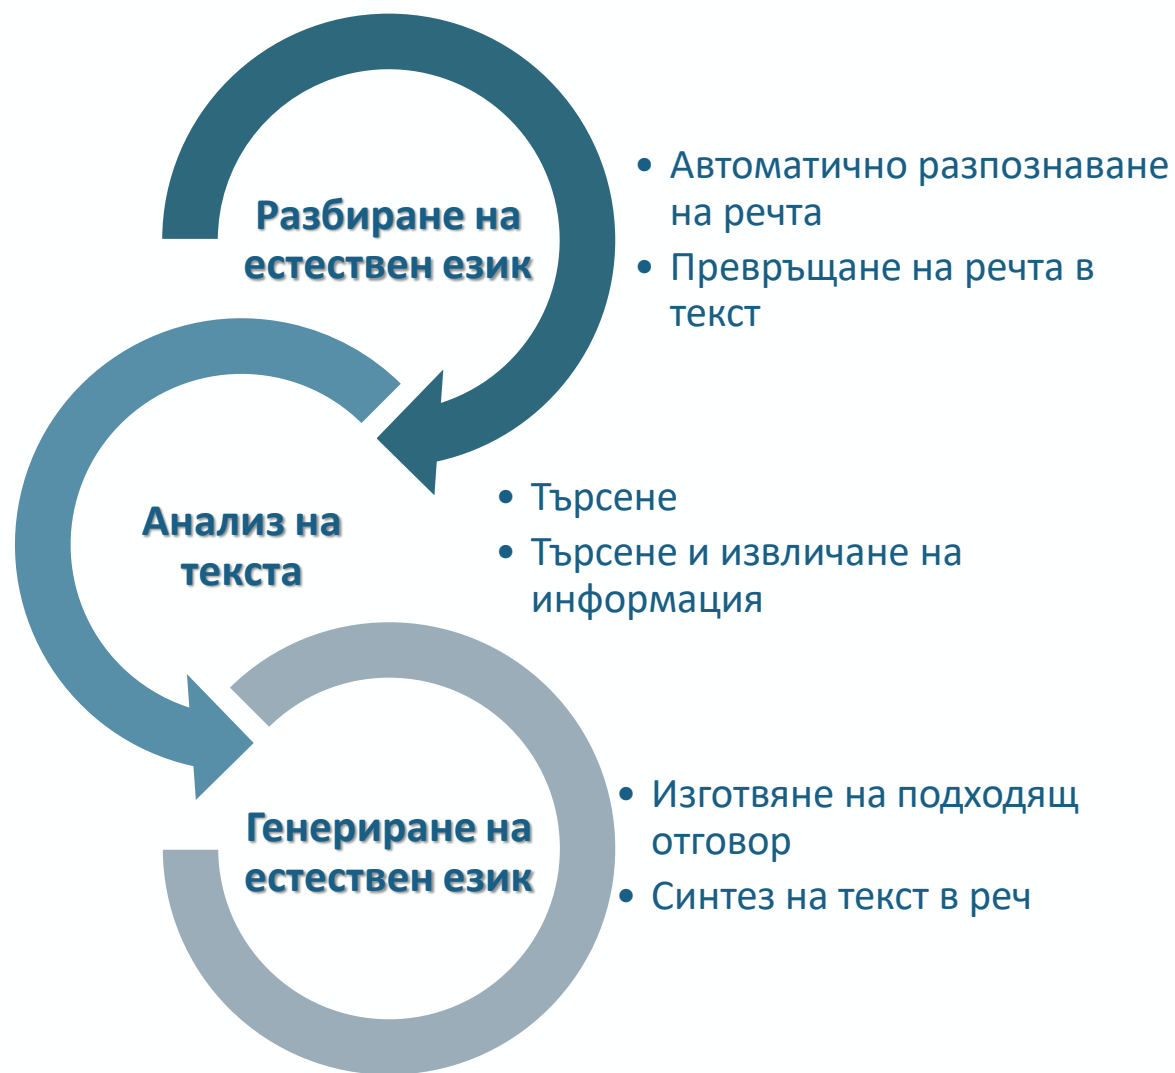 Разбиране на
естествен език
• Автоматично разпознаване
на речта
• Превръщане на речта в
текст
Анализ на
текста
• Търсене
• Търсене и извличане на
информация
Генериране на
естествен език
• Изготвяне на подходящ
отговор
• Синтез на текст в реч